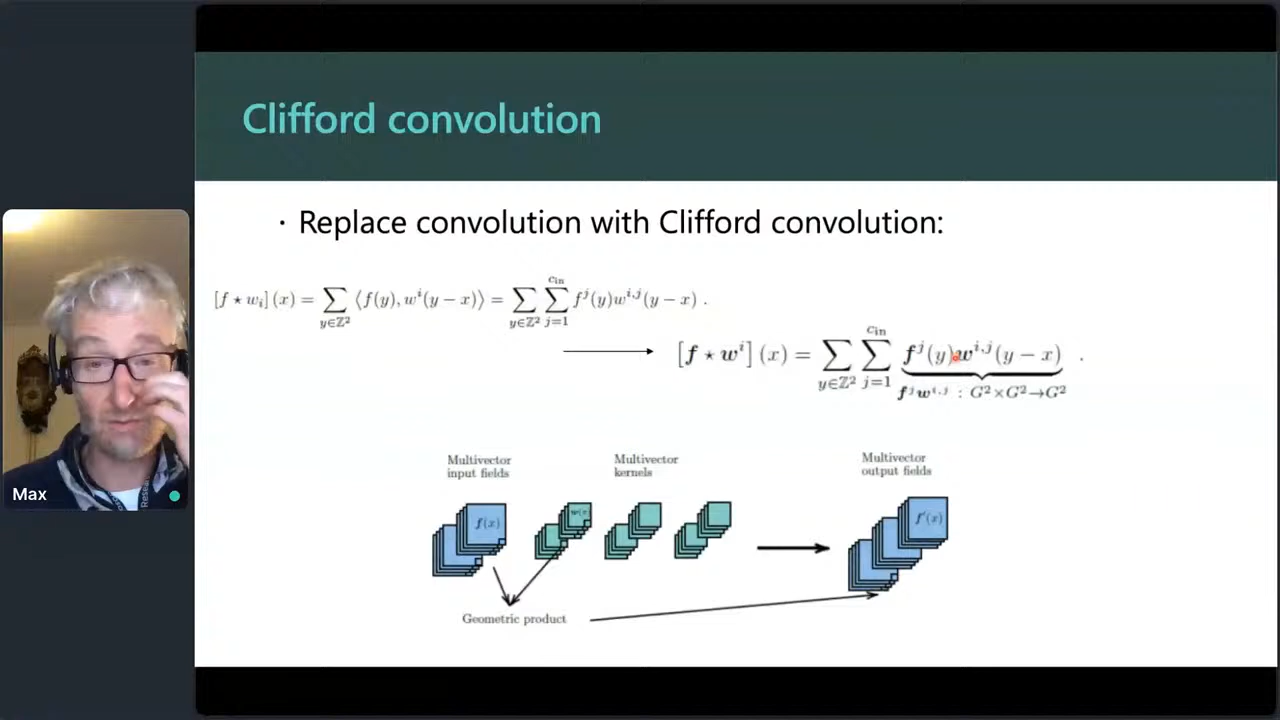 Clifford convolution
· Replace convolution with Clifford convolution:
[f ⋆ w_i](x) = ∑_{y∈ℤ²} ⟨f(y), w^i(y − x)⟩ = ∑_{y∈ℤ²} ∑_{j=1}^{c_in} f^j(y)w^{i,j}(y − x) .
[f ⋆ w^i](x) = ∑_{y∈ℤ²} ∑_{j=1}^{c_in} f^j(y)w^{i,j}(y − x) .
f^j w^{i,j} : G²×G²→G²
Multivector
input fields
Multivector
kernels
Multivector
output fields
f(x)
w(x)
f′(x)
Geometric product
Max